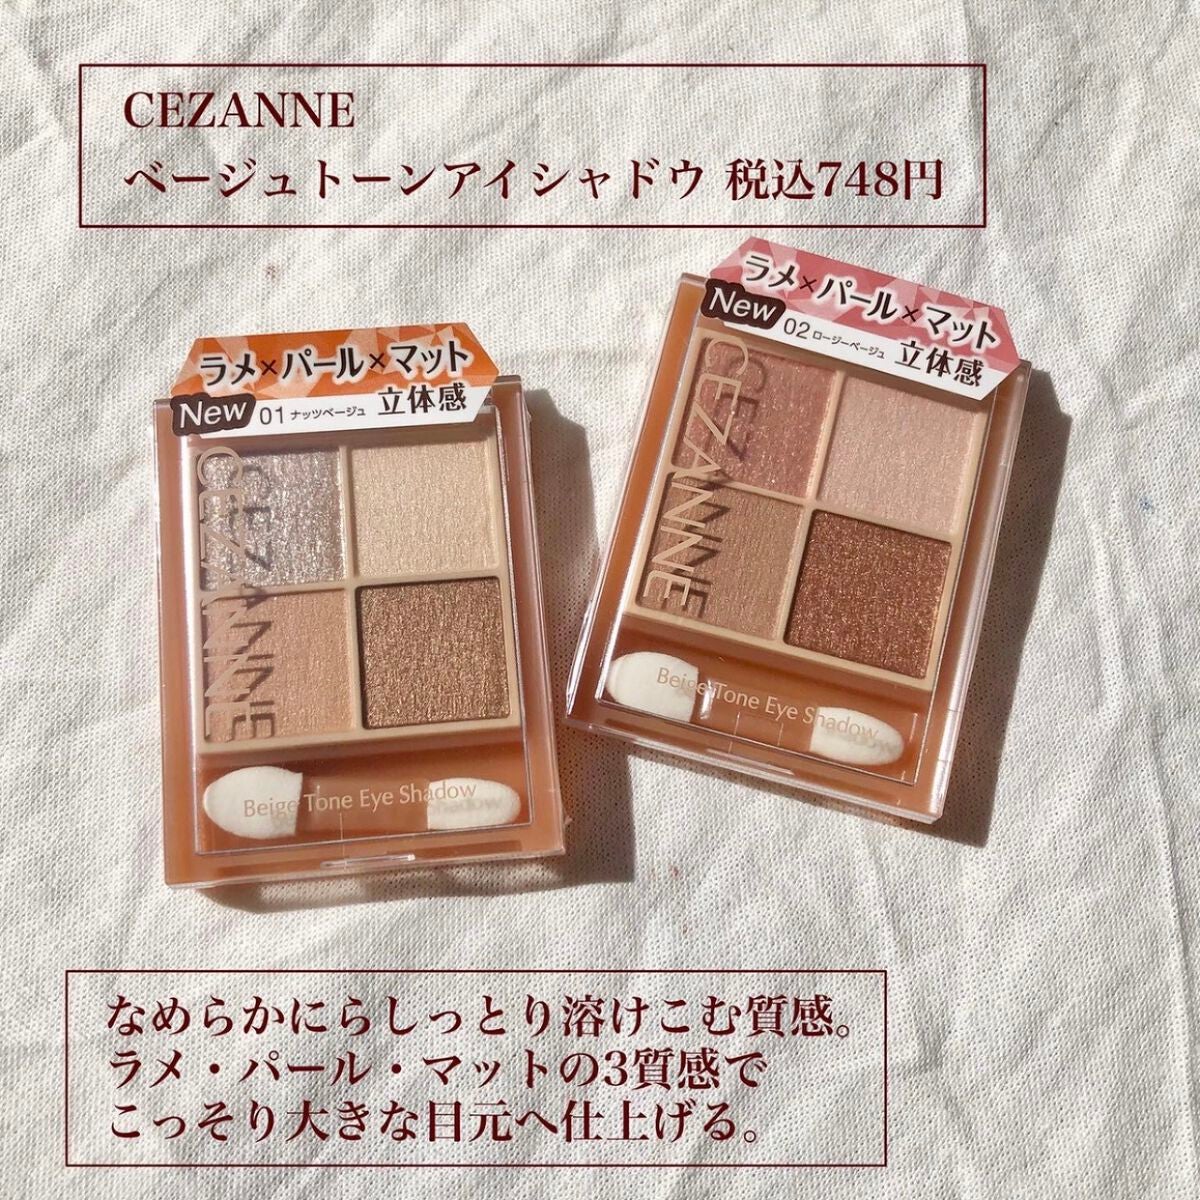 CEZANNE
ベージュトーンアイシャドウ 税込748円
ラメ×パール×マット
New 01 ナッツベージュ 立体感
CEZANNE
Beige Tone Eye Shadow
ラメ×パール×マット
New 02 ロージーベージュ 立体感
CEZANNE
Beige Tone Eye Shadow
なめらかにらしっとり溶けこむ質感。
ラメ・パール・マットの3質感で
こっそり大きな目元へ仕上げる。